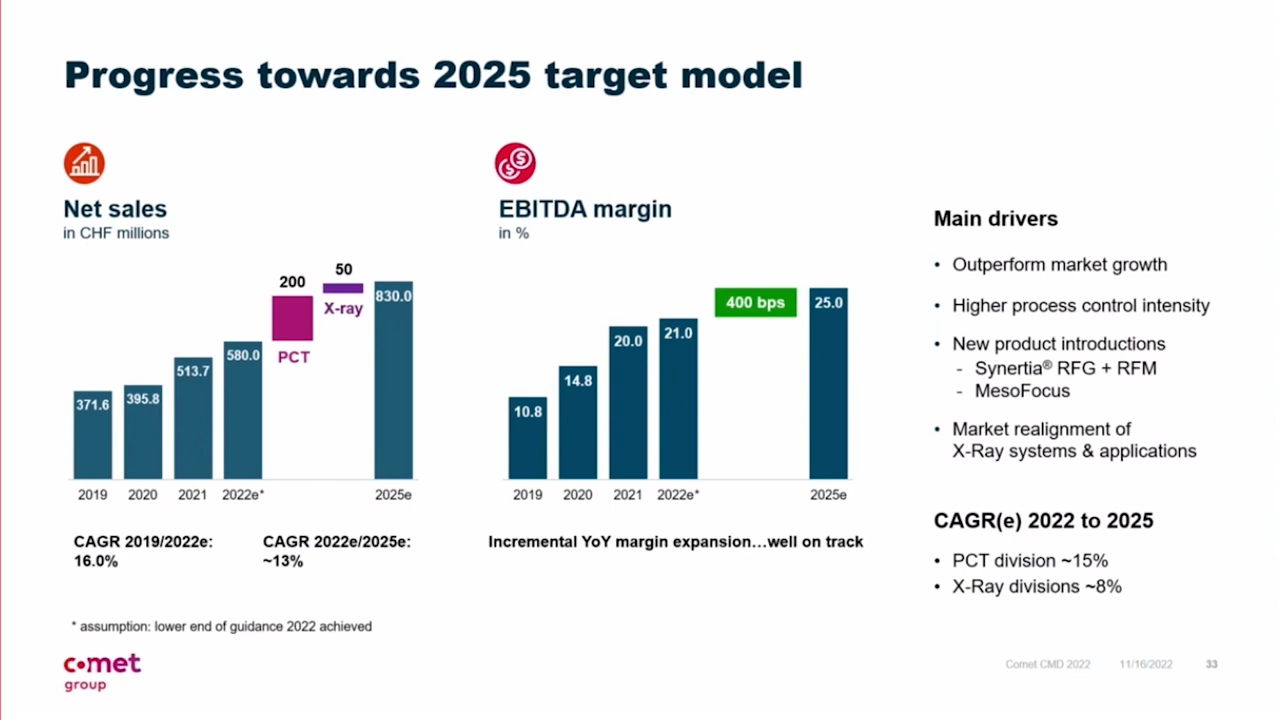 Progress towards 2025 target model
Net sales
in CHF millions
200
50
X-ray
PCT
371.6
395.8
513.7
580.0
830.0
2019
2020
2021
2022e*
2025e
CAGR 2019/2022e:
16.0%
CAGR 2022e/2025e:
~13%
EBITDA margin
in %
10.8
14.8
20.0
21.0
400 bps
25.0
2019
2020
2021
2022e*
2025e
Incremental YoY margin expansion…well on track
Main drivers
• Outperform market growth
• Higher process control intensity
• New product introductions
- Synertia® RFG + RFM
- MesoFocus
• Market realignment of
X-Ray systems & applications
CAGR(e) 2022 to 2025
• PCT division ~15%
• X-Ray divisions ~8%
* assumption: lower end of guidance 2022 achieved
comet
group
Comet CMD 2022 11/16/2022 33